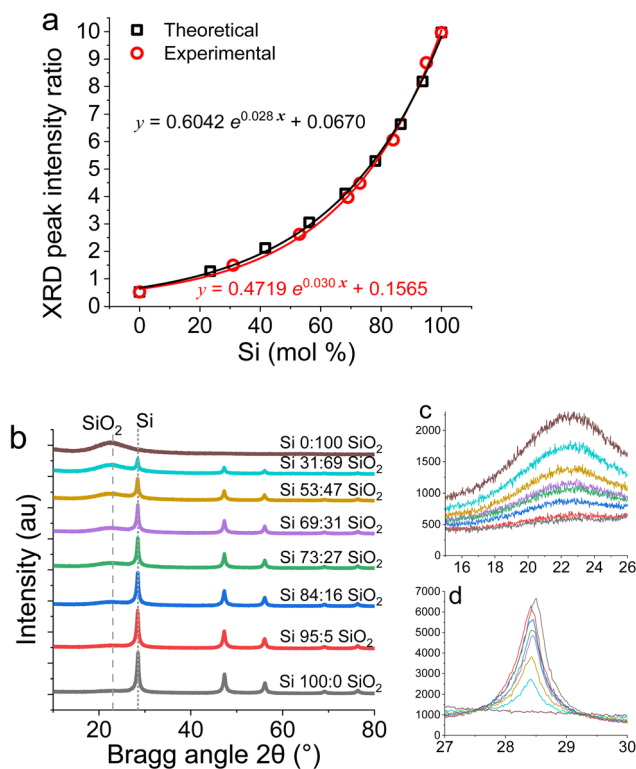 a
Theoretical
Experimental
XRD peak intensity ratio
10
9
8
7
6
5
4
3
2
1
0
y = 0.6042 e^0.028 x + 0.0670
y = 0.4719 e^0.030 x + 0.1565
0 20 40 60 80 100
Si (mol %)
b
SiO₂ Si
Intensity (au)
Si 0:100 SiO₂
Si 31:69 SiO₂
Si 53:47 SiO₂
Si 69:31 SiO₂
Si 73:27 SiO₂
Si 84:16 SiO₂
Si 95:5 SiO₂
Si 100:0 SiO₂
20 40 60 80
Bragg angle 2θ (°)
c
2500
2000
1500
1000
500
0
16 18 20 22 24 26
d
7000
6000
5000
4000
3000
2000
1000
0
27 28 29 30